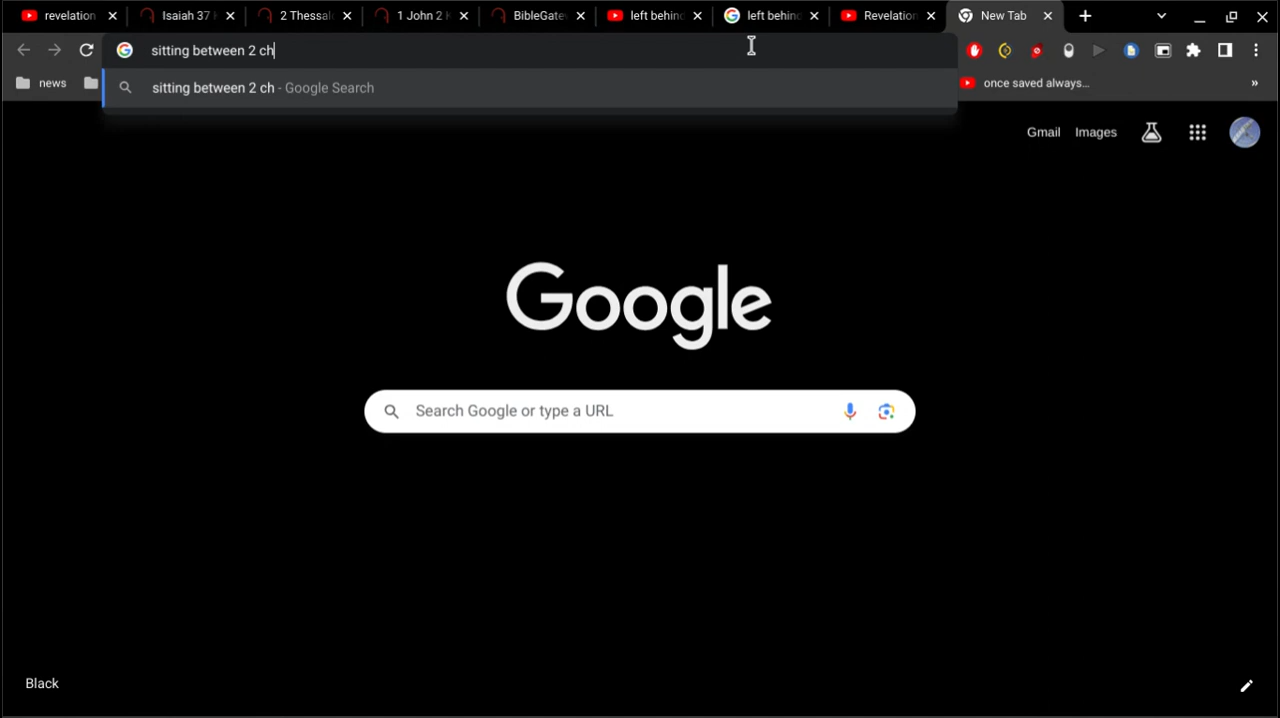 revelation
Isaiah 37
2 Thessal
1 John 2
BibleGate
left behin
left behin
Revelation
New Tab
sitting between 2 ch
news
sitting between 2 ch - Google Search
once saved always...
»
Gmail Images
Google
Search Google or type a URL
Black